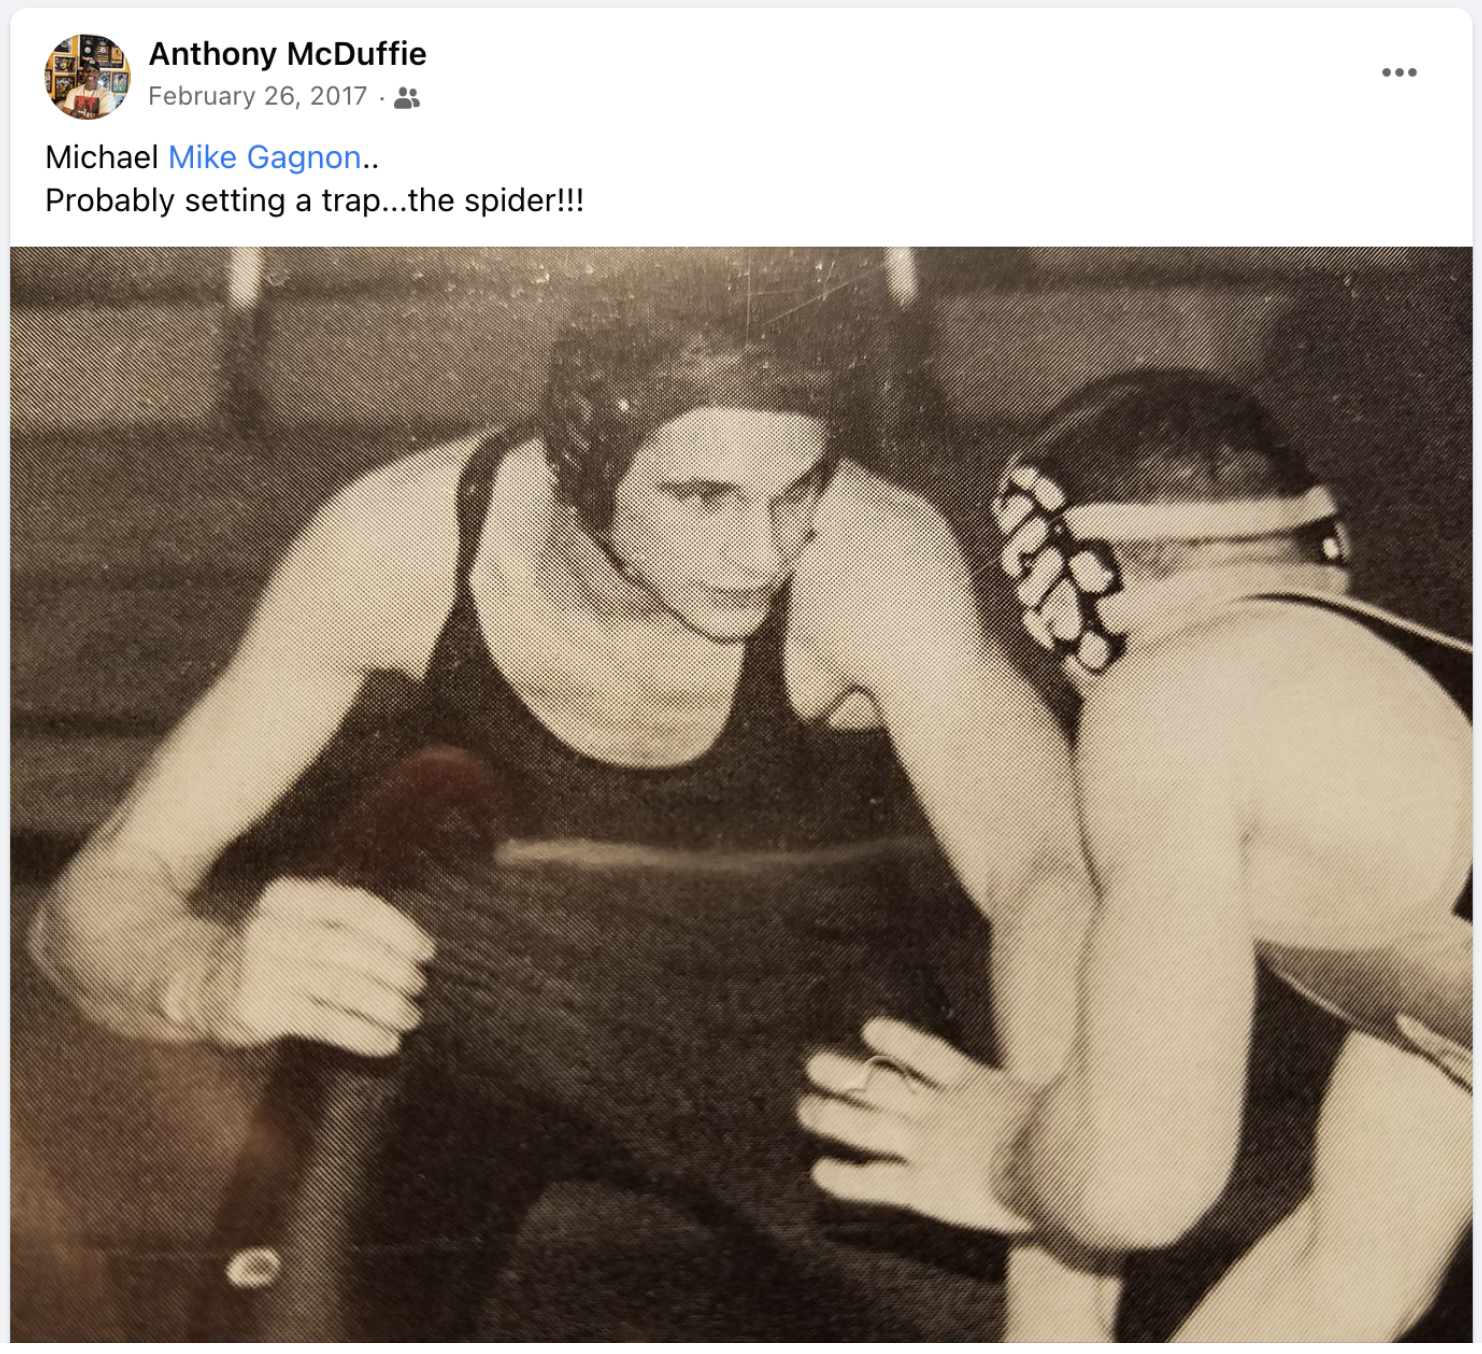 Anthony McDuffie
February 26, 2017 ·
Michael Mike Gagnon..
Probably setting a trap...the spider!!!